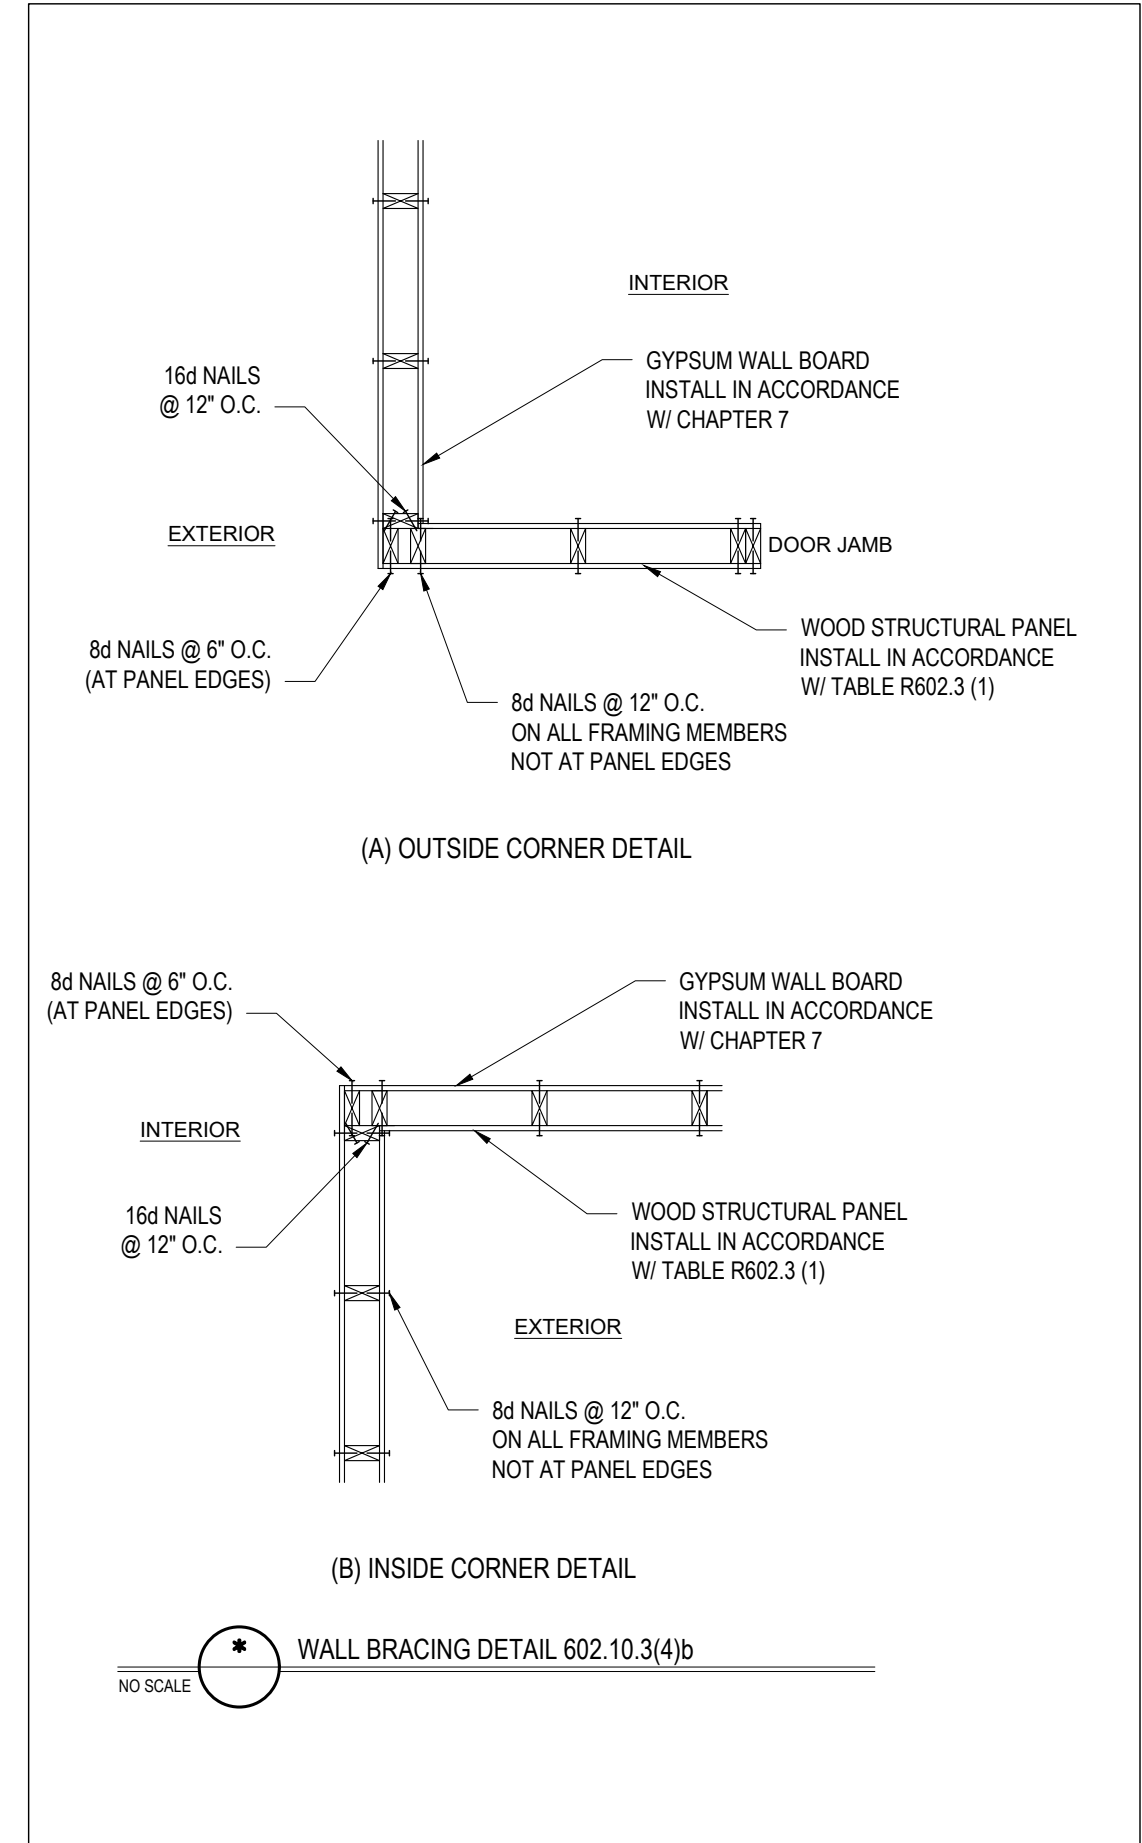 INTERIOR
GYPSUM WALL BOARD
INSTALL IN ACCORDANCE
W/ CHAPTER 7
16d NAILS
@ 12" O.C.
EXTERIOR
DOOR JAMB
WOOD STRUCTURAL PANEL
INSTALL IN ACCORDANCE
W/ TABLE R602.3 (1)
8d NAILS @ 6" O.C.
(AT PANEL EDGES)
8d NAILS @ 12" O.C.
ON ALL FRAMING MEMBERS
NOT AT PANEL EDGES
(A) OUTSIDE CORNER DETAIL
8d NAILS @ 6" O.C.
(AT PANEL EDGES)
GYPSUM WALL BOARD
INSTALL IN ACCORDANCE
W/ CHAPTER 7
INTERIOR
16d NAILS
@ 12" O.C.
WOOD STRUCTURAL PANEL
INSTALL IN ACCORDANCE
W/ TABLE R602.3 (1)
EXTERIOR
8d NAILS @ 12" O.C.
ON ALL FRAMING MEMBERS
NOT AT PANEL EDGES
(B) INSIDE CORNER DETAIL
* WALL BRACING DETAIL 602.10.3(4)b
NO SCALE